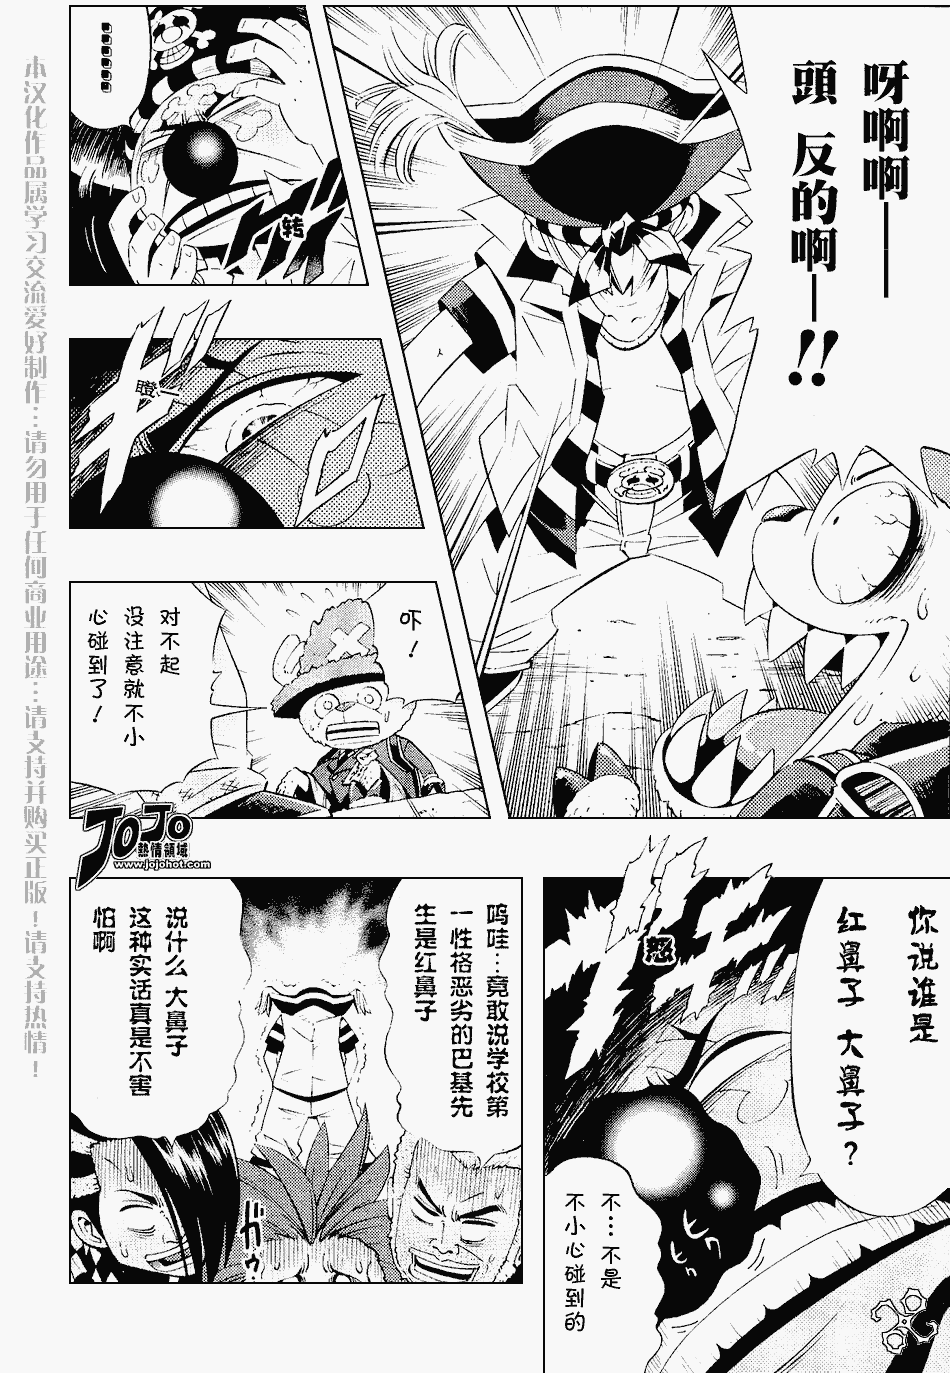 呀啊啊——
頭 反的啊—!!
⋯⋯
转
瞪—
吓！
对不起
没注意就不小
心碰到了！
你说谁是
红鼻子 大鼻子？
怒
不…不是
不小心碰到的
ヒク
ヒク
呜哇…竟敢说学校第
一性格恶劣的巴基先
生是红鼻子
说什么 大鼻子
这种实话真是不害
怕啊
JOJO
熱情領域
www.jojohot.com
本汉化作品属学习交流爱好制作…请勿用于任何商业用途…请支持并购买正版！请支持热情！